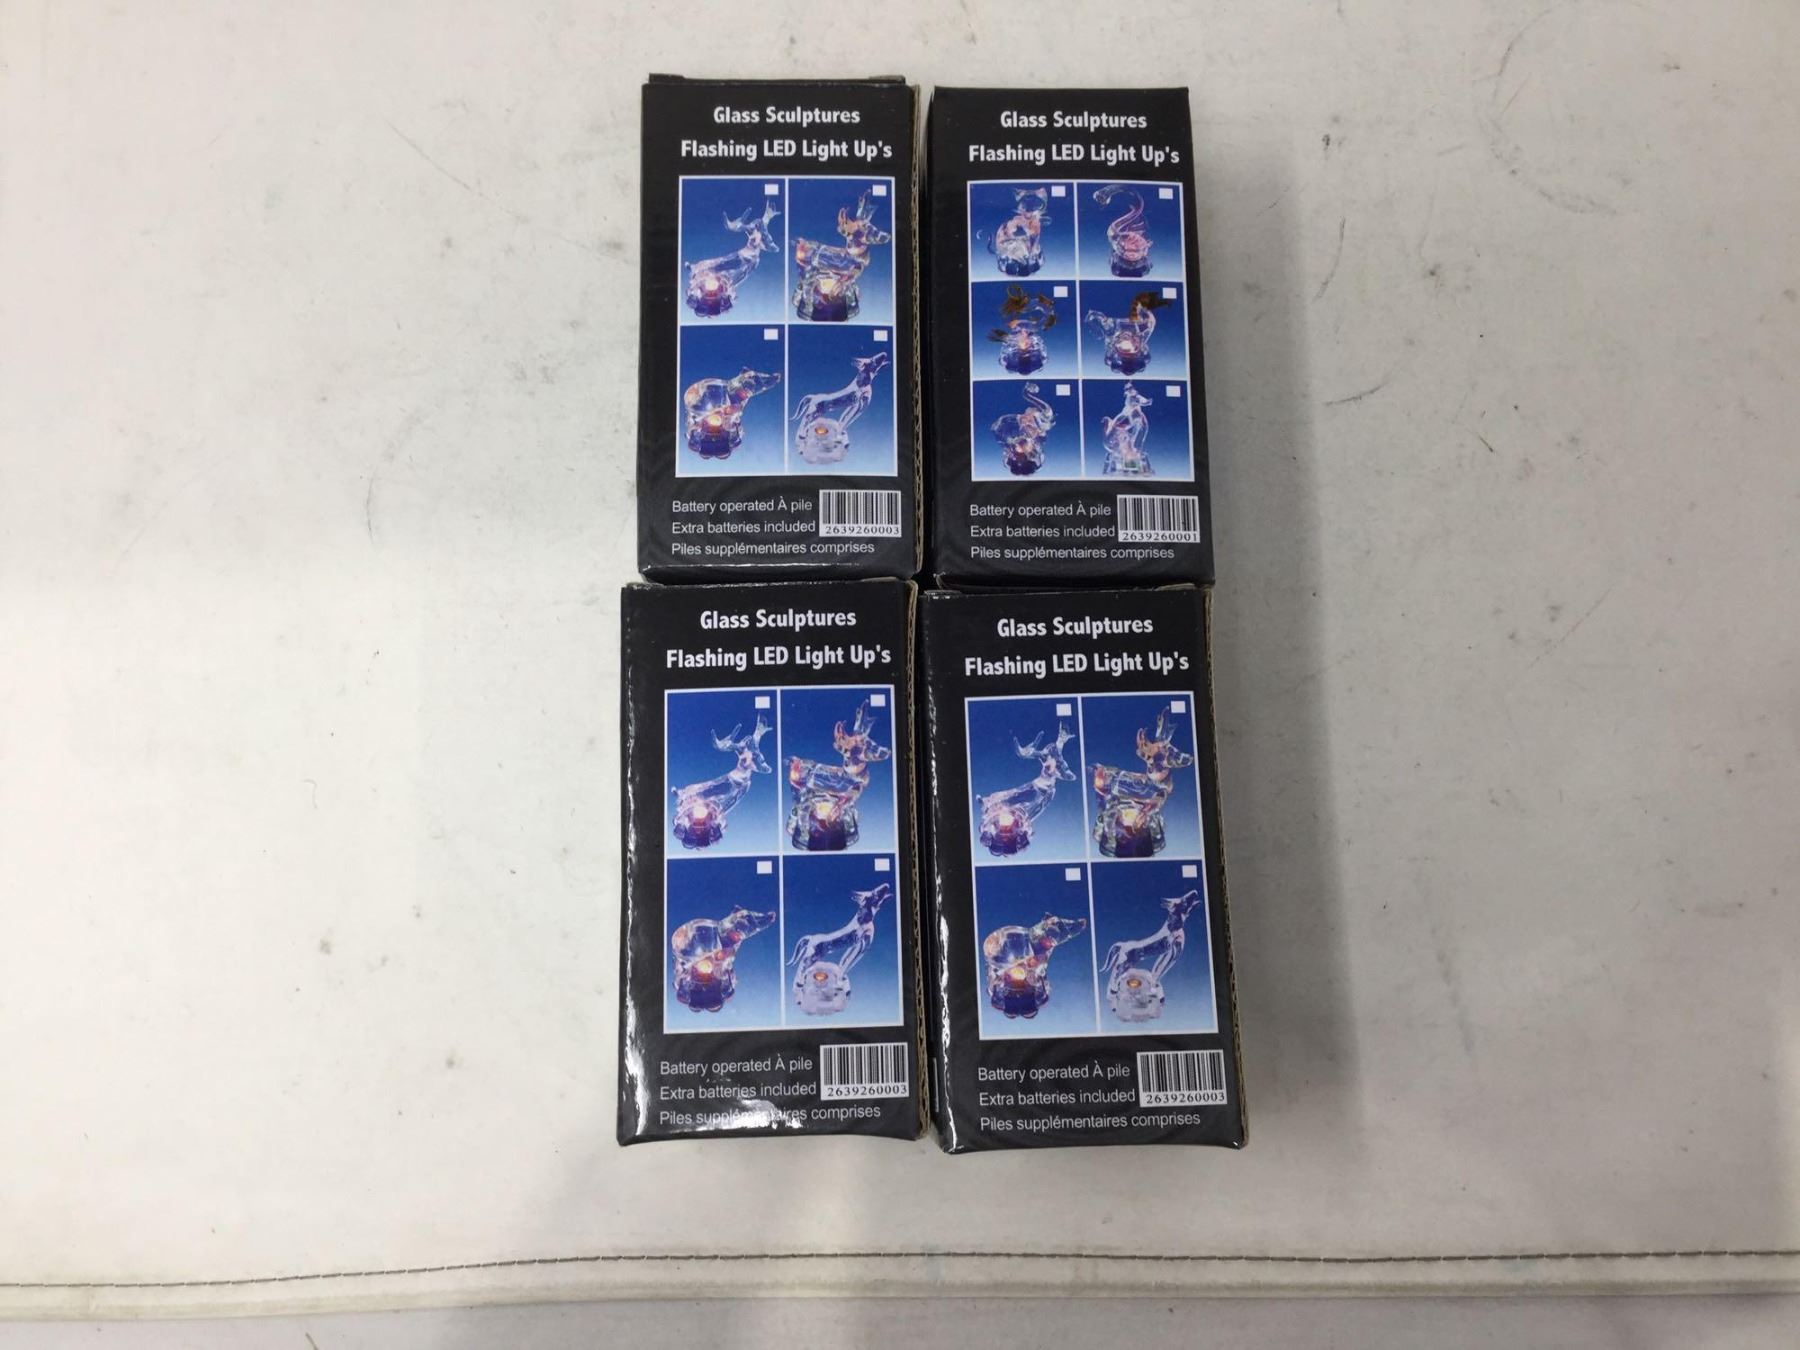 Glass Sculptures
Flashing LED Light Up's
Battery operated À pile
Extra batteries included
Piles supplémentaires comprises
2639260003
Glass Sculptures
Flashing LED Light Up's
Battery operated À pile
Extra batteries included
Piles supplémentaires comprises
2639260001
Glass Sculptures
Flashing LED Light Up's
Battery operated À pile
Extra batteries included
Piles supplémentaires comprises
2639260003
Glass Sculptures
Flashing LED Light Up's
Battery operated À pile
Extra batteries included
Piles supplémentaires comprises
2639260003